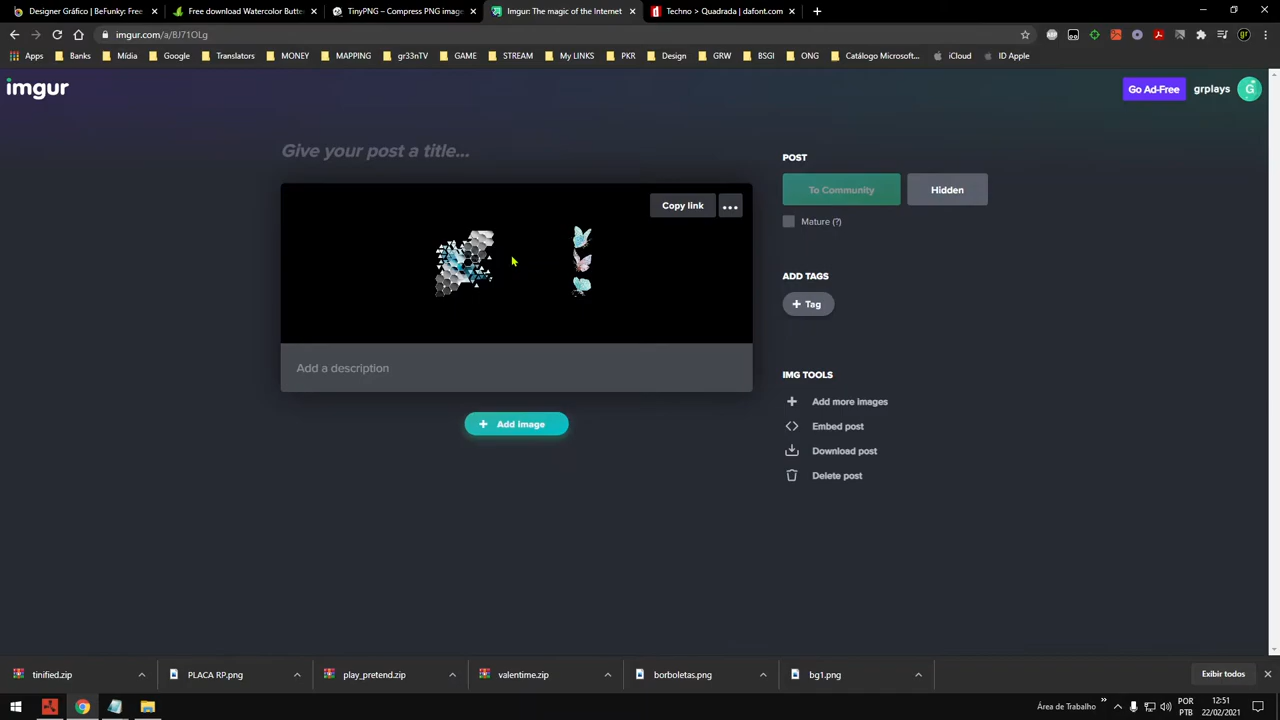 Designer Gráfico | BeFunky: Free
Free download Watercolor Butte
TinyPNG – Compress PNG image
Imgur: The magic of the Internet
Techno > Quadrada | dafont.com
imgur.com/a/BJ71OLg
Apps
Banks
Mídia
Google
Translators
MONEY
MAPPING
gr33nTV
GAME
STREAM
My LINKS
PKR
Design
GRW
BSGI
ONG
Catálogo Microsoft...
iCloud
ID Apple
imgur
Go Ad-Free
grplays
G
Give your post a title...
POST
Copy link
To Community
Hidden
Mature (?)
ADD TAGS
+ Tag
Add a description
IMG TOOLS
Add more images
+ Add image
Embed post
Download post
Delete post
tinified.zip
PLACA RP.png
play_pretend.zip
valentime.zip
borboletas.png
bg1.png
Exibir todos
Área de Trabalho
POR
PTB
12:51
22/02/2021